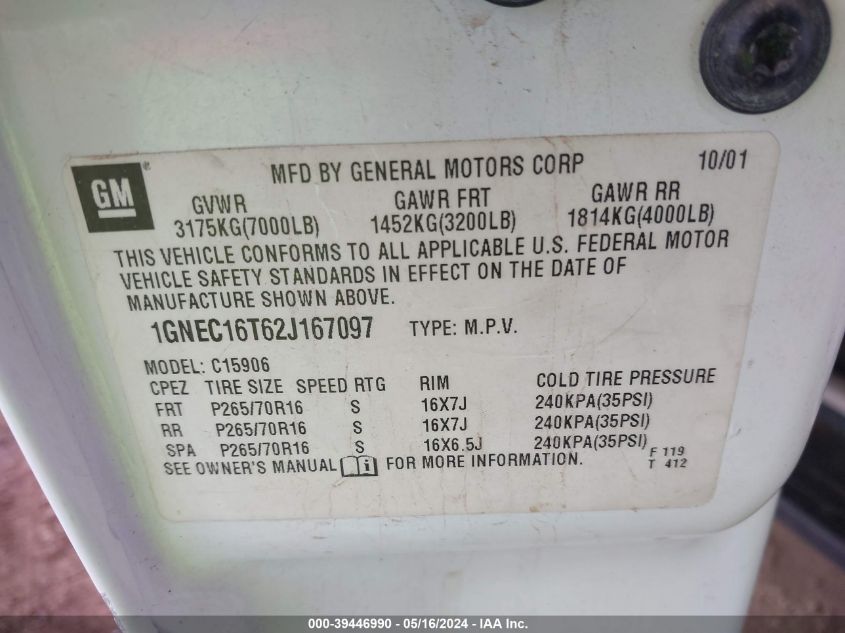 GM ® MFD BY GENERAL MOTORS CORP 10/01
GVWR GAWR FRT GAWR RR
3175KG(7000LB) 1452KG(3200LB) 1814KG(4000LB)
THIS VEHICLE CONFORMS TO ALL APPLICABLE U.S. FEDERAL MOTOR
VEHICLE SAFETY STANDARDS IN EFFECT ON THE DATE OF
MANUFACTURE SHOWN ABOVE.
1GNEC16T62J167097 TYPE: M.P.V.
MODEL: C15906
CPEZ TIRE SIZE SPEED RTG RIM COLD TIRE PRESSURE
FRT P265/70R16 S 16X7J 240KPA(35PSI)
RR P265/70R16 S 16X7J 240KPA(35PSI)
SPA P265/70R16 S 16X6.5J 240KPA(35PSI)
SEE OWNER'S MANUAL i FOR MORE INFORMATION.
F 119
T 412
000-39446990 - 05/16/2024 - IAA Inc.